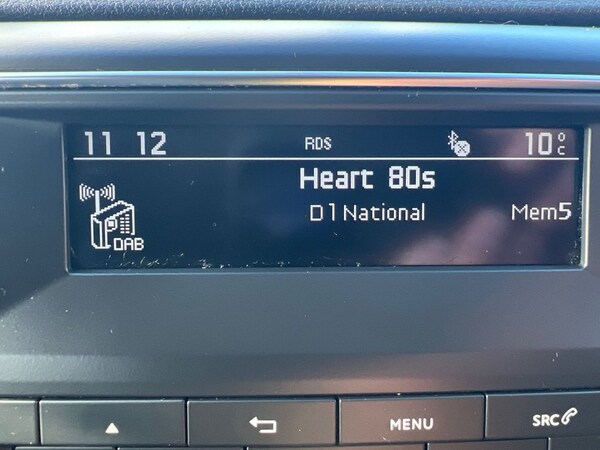 11 12 RDS 10°C
Heart 80s
D1 National Mem5
DAB
MENU SRC